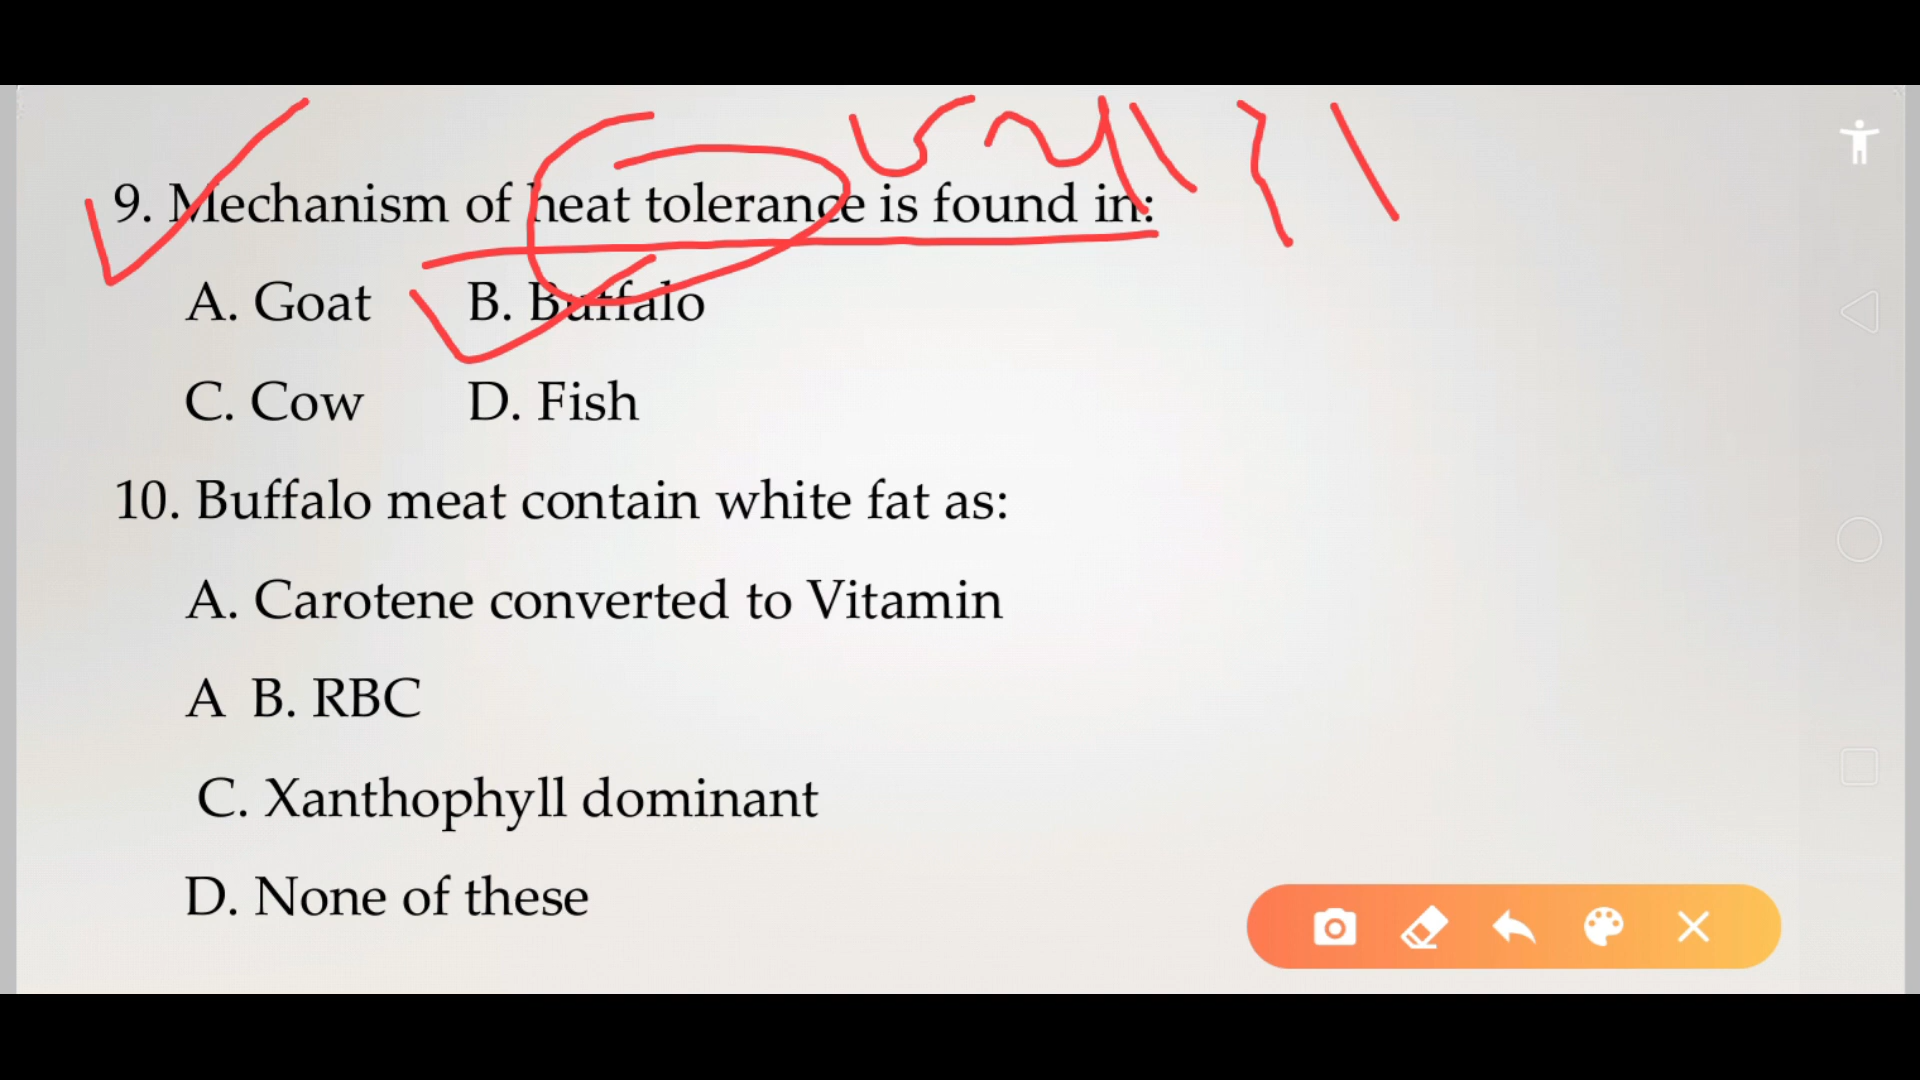 9. Mechanism of heat tolerance is found in:
A. Goat B. Buffalo
C. Cow D. Fish
10. Buffalo meat contain white fat as:
A. Carotene converted to Vitamin
A B. RBC
C. Xanthophyll dominant
D. None of these